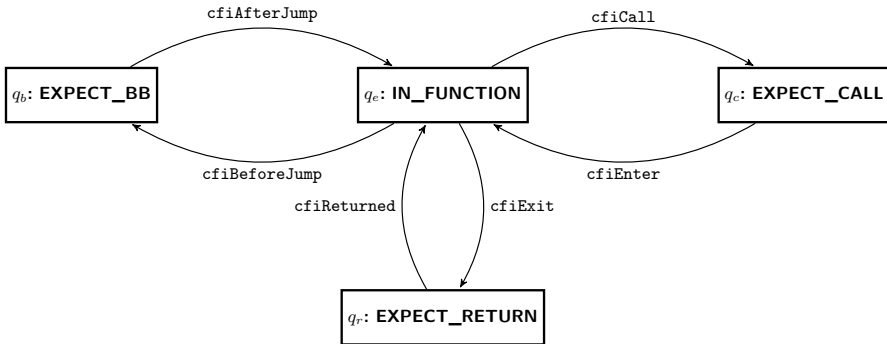 cfiAfterJump
cfiCall
q_b: EXPECT_BB
q_e: IN_FUNCTION
q_c: EXPECT_CALL
cfiBeforeJump
cfiEnter
cfiReturned
cfiExit
q_r: EXPECT_RETURN